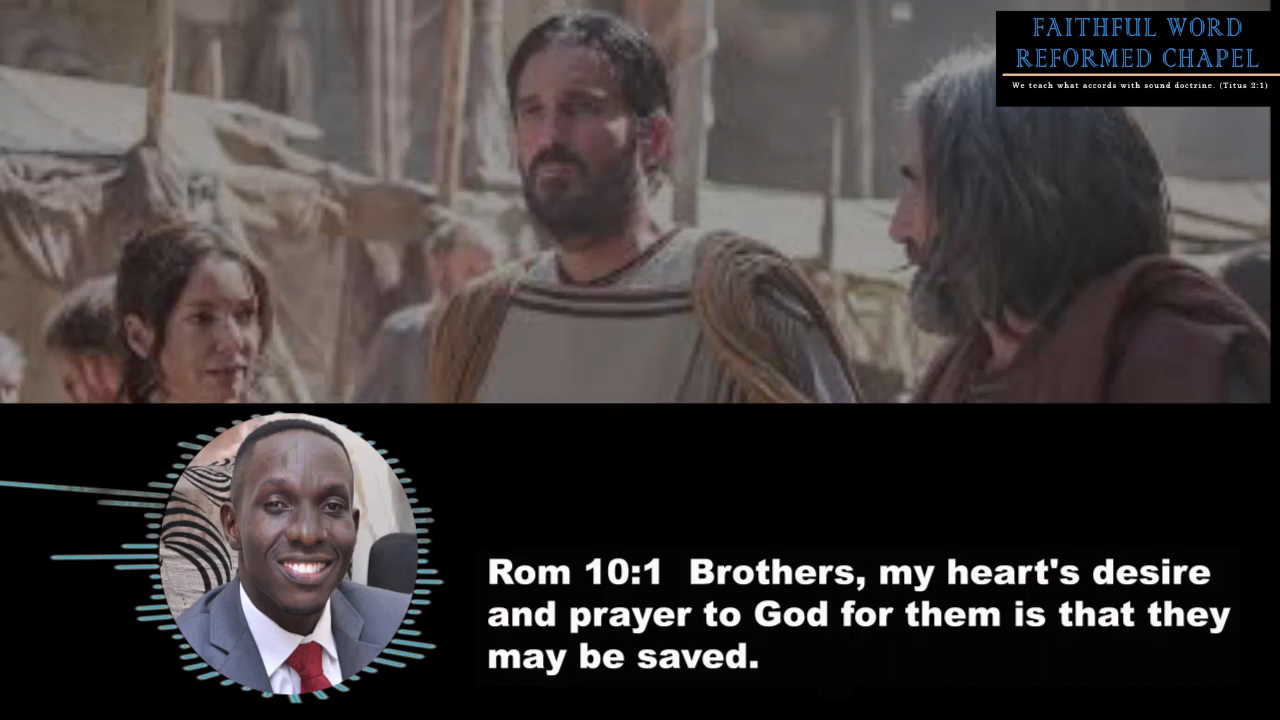 FAITHFUL WORD
REFORMED CHAPEL
We teach what accords with sound doctrine. (Titus 2:1)
Rom 10:1  Brothers, my heart's desire
and prayer to God for them is that they
may be saved.